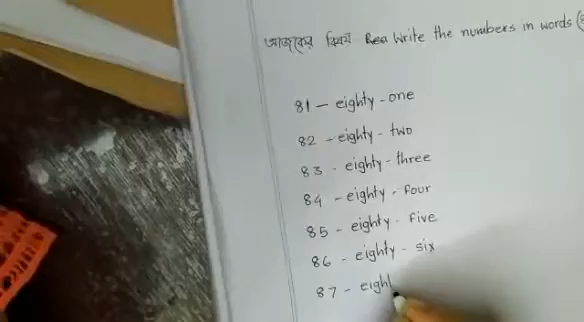 আজকের বিষয় Write the numbers in words (
81 – eighty - one
82 – eighty - two
83 - eighty - three
84 – eighty - four
85 - eighty - five
86 - eighty - six
87 – eight